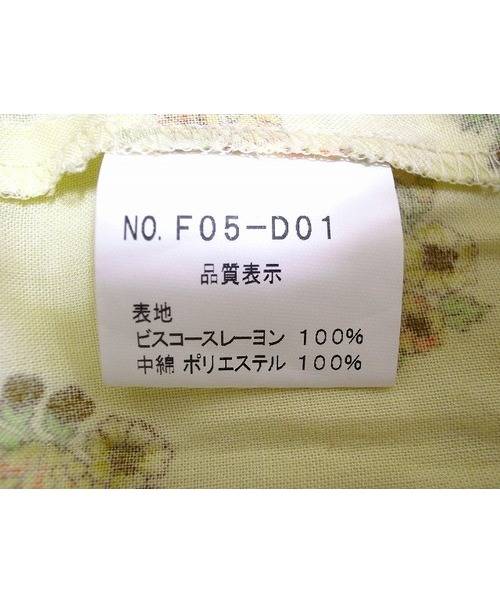 NO. F05-D01
品質表示
表地
ビスコースレーヨン 100%
中綿 ポリエステル 100%